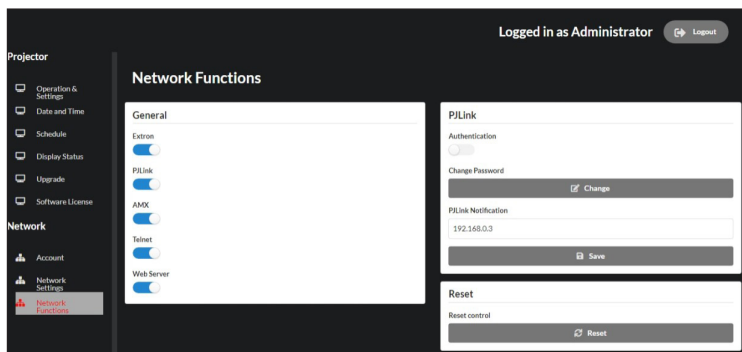 Logged in as Administrator
Logout
Projector
Operation &
Settings
Date and Time
Schedule
Display Status
Upgrade
Software License
Network
Account
Network
Settings
Network
Functions
Network Functions
General
Extron
PJLink
AMX
Telnet
Web Server
PJLink
Authentication
Change Password
Change
PJLink Notification
192.168.0.3
Save
Reset
Reset control
Reset